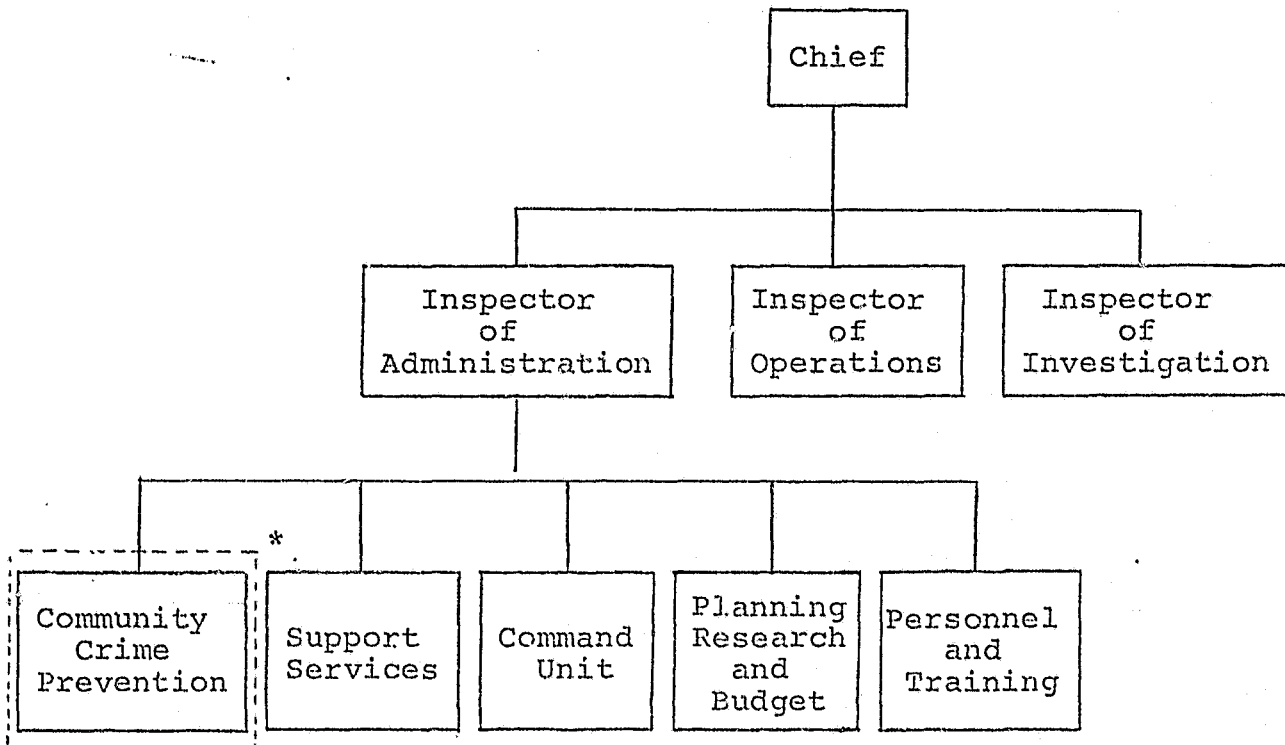 Chief
Inspector
of
Administration
Inspector
of
Operations
Inspector
of
Investigation
*
Community
Crime
Prevention
Support
Services
Command
Unit
Planning
Research
and
Budget
Personnel
and
Training